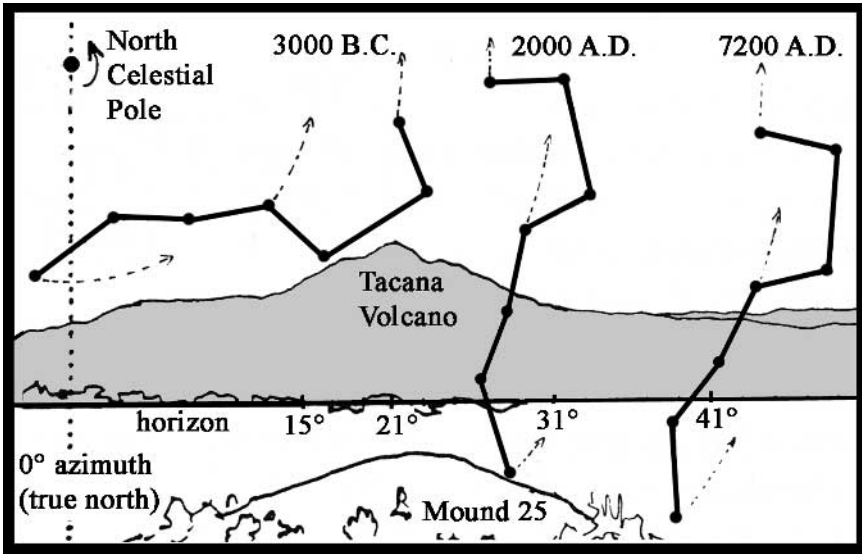 North
Celestial
Pole
3000 B.C.
2000 A.D.
7200 A.D.
Tacana
Volcano
horizon
15°
21°
31°
41°
0° azimuth
(true north)
Mound 25